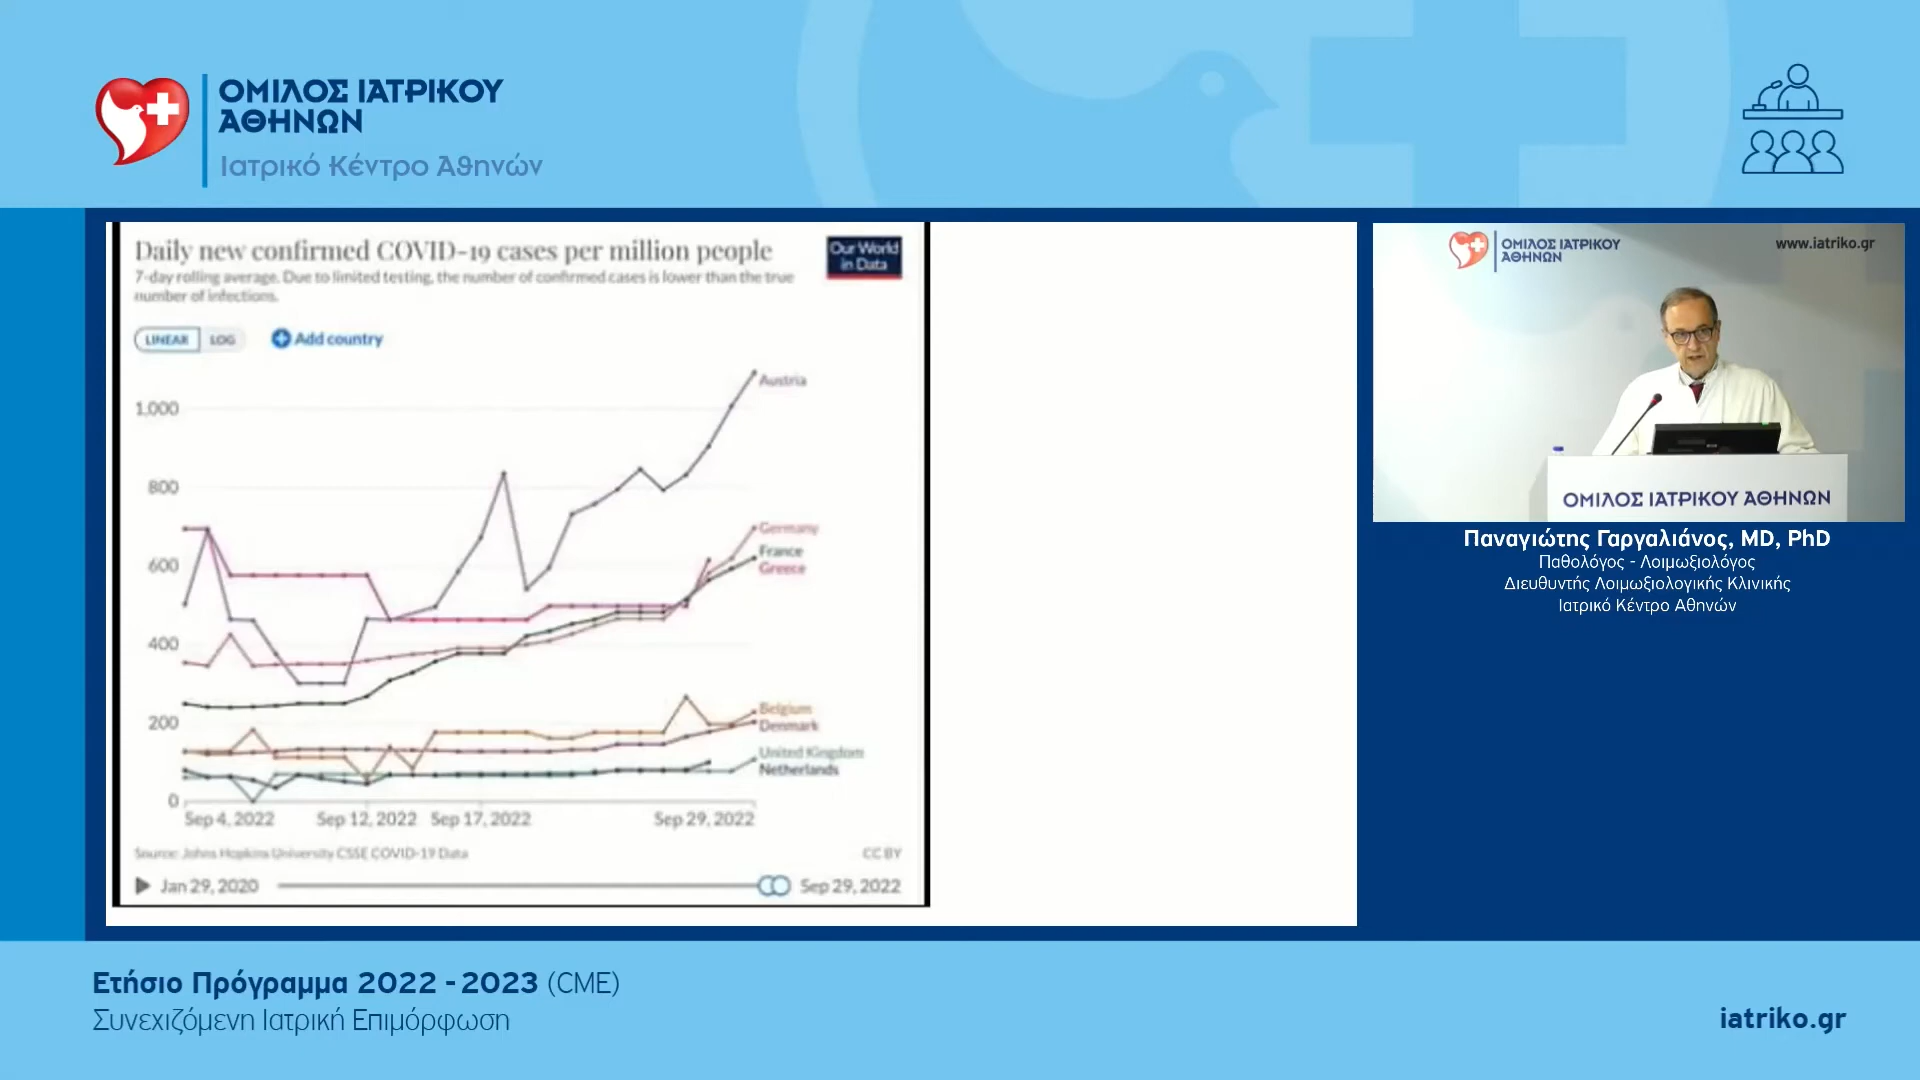 ΟΜΙΛΟΣ ΙΑΤΡΙΚΟΥ
ΑΘΗΝΩΝ
Ιατρικό Κέντρο Αθηνών
Daily new confirmed COVID-19 cases per million people
7-day rolling average. Due to limited testing, the number of confirmed cases is lower than the true
number of infections.
Our World
in Data
LINEAR LOG
Add country
1,000
800
600
400
200
0
Austria
Germany
France
Greece
Belgium
Denmark
United Kingdom
Netherlands
Sep 4, 2022 Sep 12, 2022 Sep 17, 2022 Sep 29, 2022
Source: Johns Hopkins University CSSE COVID-19 Data
CC BY
Jan 29, 2020
Sep 29, 2022
ΟΜΙΛΟΣ ΙΑΤΡΙΚΟΥ
ΑΘΗΝΩΝ
www.iatriko.gr
ΟΜΙΛΟΣ ΙΑΤΡΙΚΟΥ ΑΘΗΝΩΝ
Παναγιώτης Γαργαλιάνος, MD, PhD
Παθολόγος - Λοιμωξιολόγος
Διευθυντής Λοιμωξιολογικής Κλινικής
Ιατρικό Κέντρο Αθηνών
Ετήσιο Πρόγραμμα 2022 - 2023 (CME)
Συνεχιζόμενη Ιατρική Επιμόρφωση
iatriko.gr